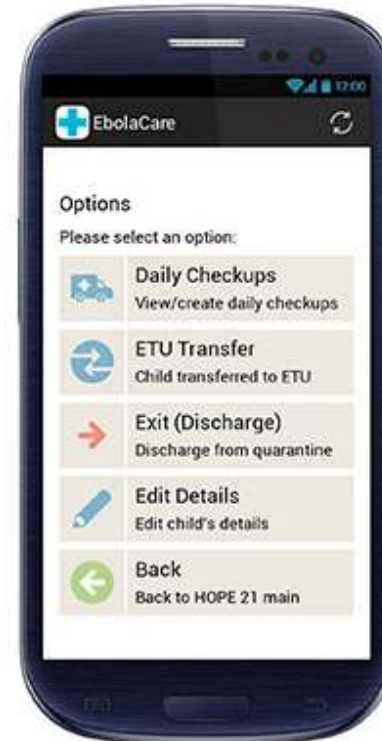 12:00
EbolaCare
Options
Please select an option:
Daily Checkups
View/create daily checkups
ETU Transfer
Child transferred to ETU
Exit (Discharge)
Discharge from quarantine
Edit Details
Edit child's details
Back
Back to HOPE 21 main